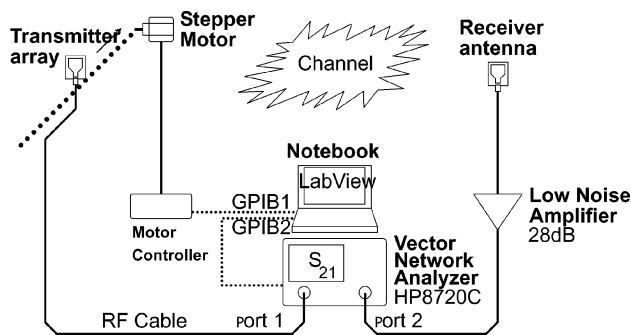 Stepper
Motor
Transmitter
array
Channel
Receiver
antenna
Notebook
LabView
GPIB1
GPIB2
Motor
Controller
Low Noise
Amplifier
28dB
S21
Vector
Network
Analyzer
HP8720C
RF Cable
PORT 1
PORT 2